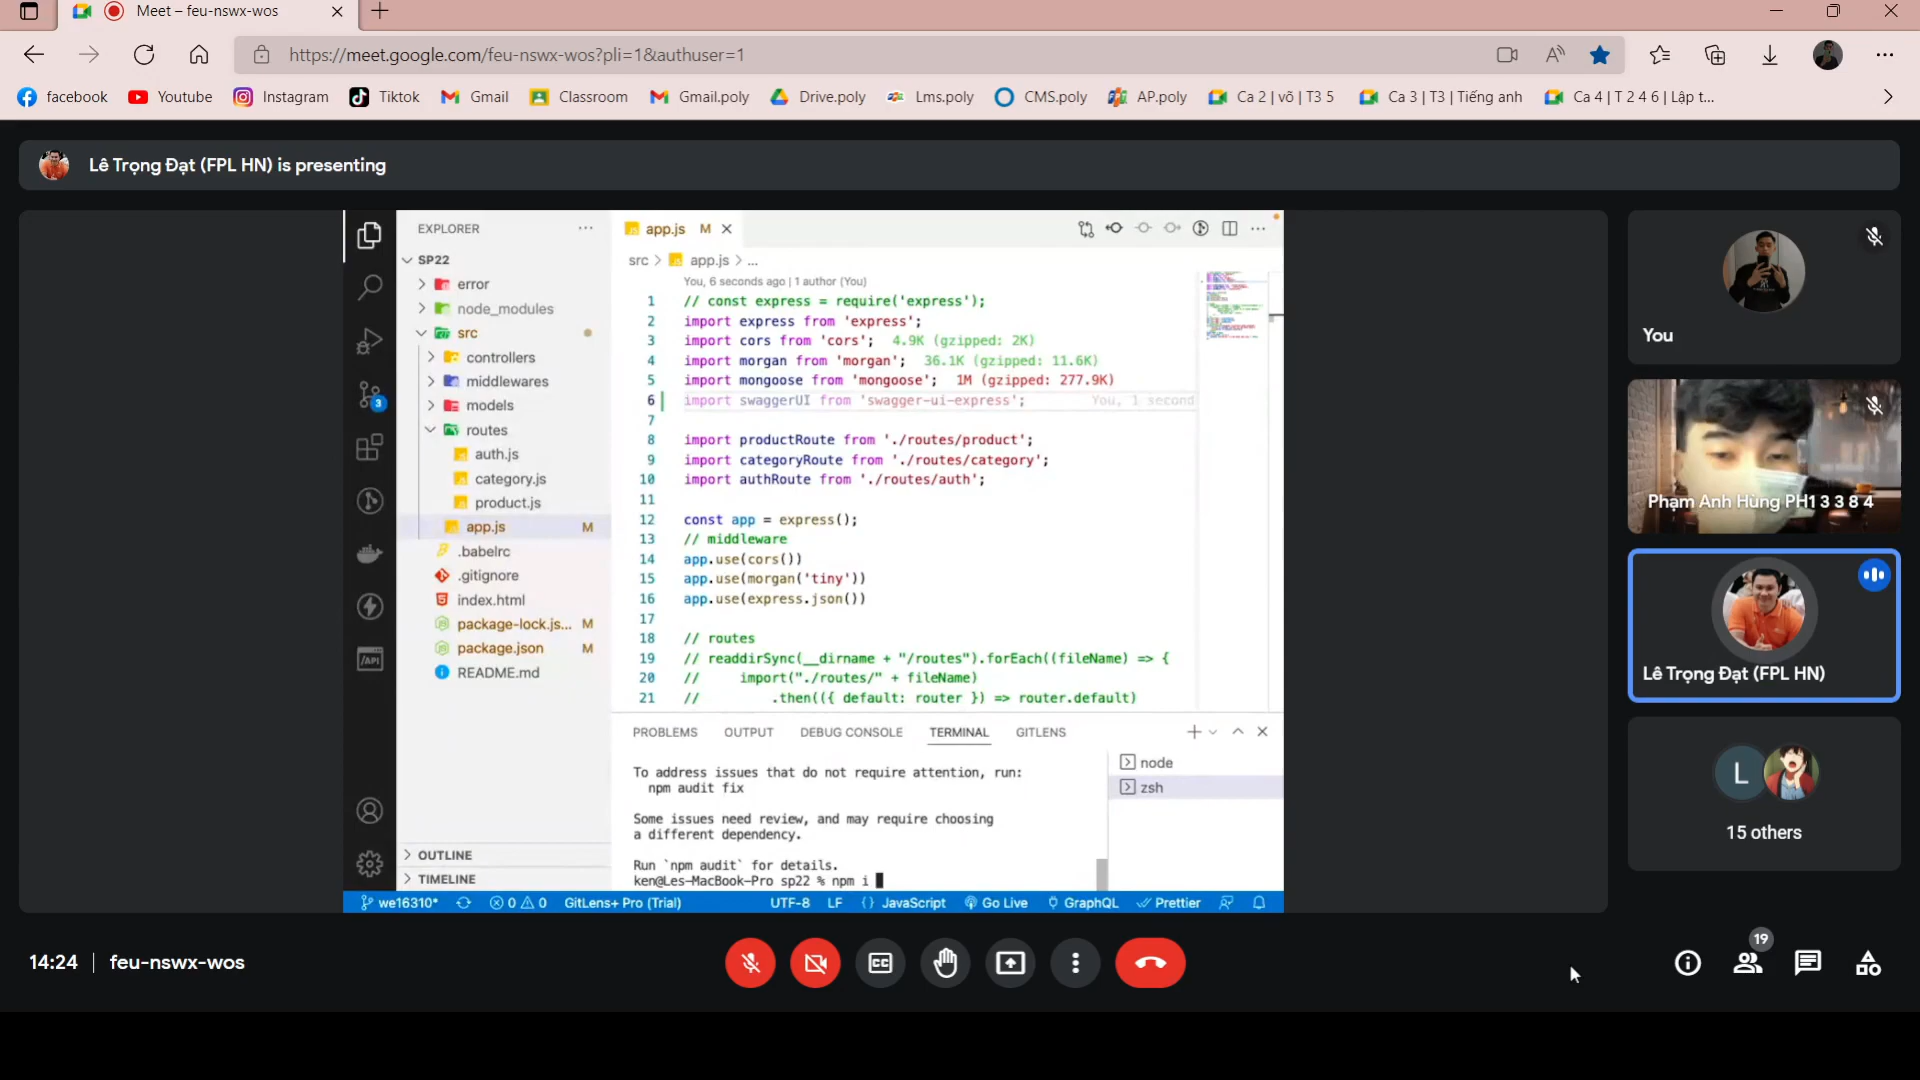 Meet – feu-nswx-wos
https://meet.google.com/feu-nswx-wos?pli=1&authuser=1
facebook Youtube Instagram Tiktok Gmail Classroom Gmail.poly Drive.poly Lms.poly CMS.poly AP.poly Ca 2 | võ | T3 5 Ca 3 | T3 | Tiếng anh Ca 4 | T 2 4 6 | Lập t...
Lê Trọng Đạt (FPL HN) is presenting
EXPLORER
SP22
error
node_modules
src
controllers
middlewares
models
routes
auth.js
category.js
product.js
app.js M
.babelrc
.gitignore
index.html
package-lock.js... M
package.json M
README.md
OUTLINE
TIMELINE
3
/API
app.js M
src > app.js > ...
You, 6 seconds ago | 1 author (You)
1 // const express = require('express');
2 import express from 'express';
3 import cors from 'cors'; 4.9K (gzipped: 2K)
4 import morgan from 'morgan'; 36.1K (gzipped: 11.6K)
5 import mongoose from 'mongoose'; 1M (gzipped: 277.9K)
6 import swaggerUI from 'swagger-ui-express'; You, 1 second
7
8 import productRoute from './routes/product';
9 import categoryRoute from './routes/category';
10 import authRoute from './routes/auth';
11
12 const app = express();
13 // middleware
14 app.use(cors())
15 app.use(morgan('tiny'))
16 app.use(express.json())
17
18 // routes
19 // readdirSync(__dirname + "/routes").forEach((fileName) => {
20 // import("./routes/" + fileName)
21 // .then(({ default: router }) => router.default)
PROBLEMS OUTPUT DEBUG CONSOLE TERMINAL GITLENS
To address issues that do not require attention, run:
npm audit fix
Some issues need review, and may require choosing
a different dependency.
Run `npm audit` for details.
ken@Les-MacBook-Pro sp22 % npm i
node
zsh
we16310* 0 0 GitLens+ Pro (Trial) UTF-8 LF {} JavaScript Go Live GraphQL Prettier
You
Phạm Anh Hùng PH1 3 3 8 4
Lê Trọng Đạt (FPL HN)
L
15 others
14:24 | feu-nswx-wos
19